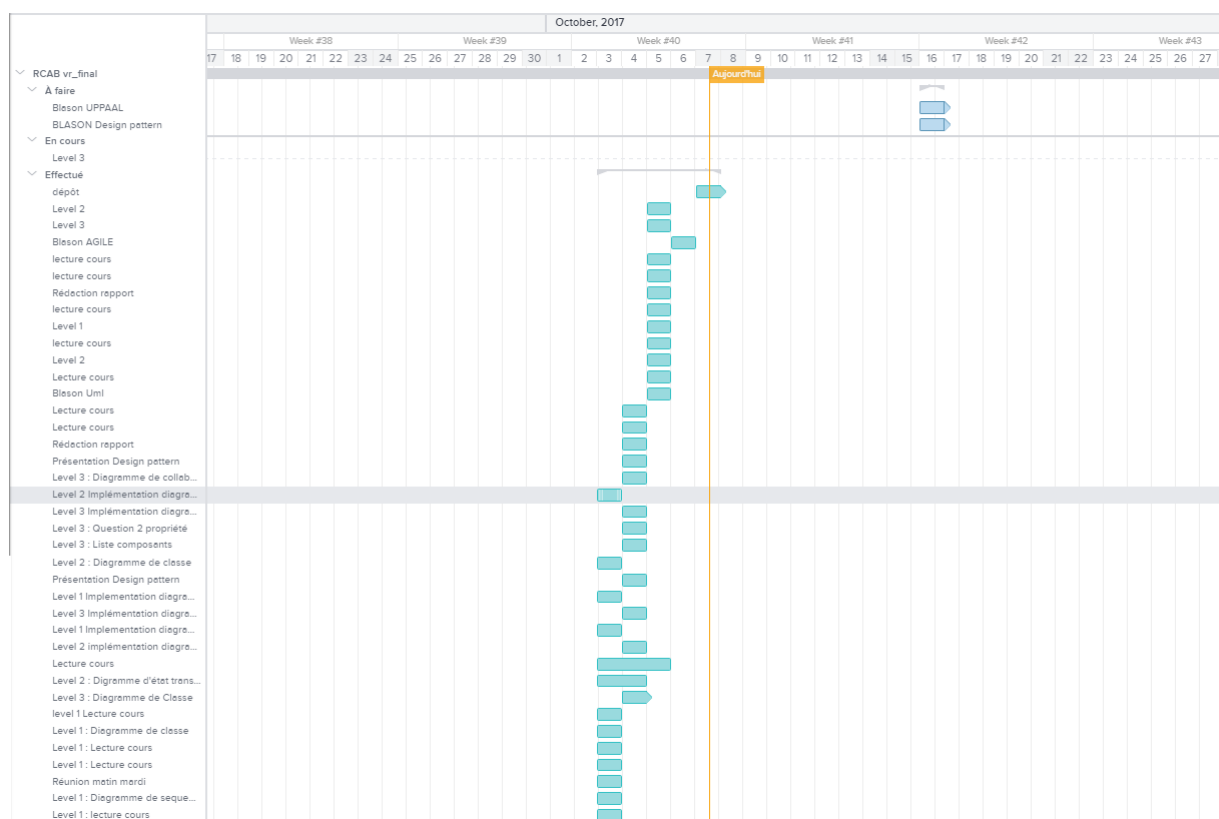 October, 2017
Week #38 Week #39 Week #40 Week #41 Week #42 Week #43
17 18 19 20 21 22 23 24 25 26 27 28 29 30 1 2 3 4 5 6 7 8 9 10 11 12 13 14 15 16 17 18 19 20 21 22 23 24 25 26 27
RCAB vr_final
Aujourd'hui
À faire
Blason UPPAAL
BLASON Design pattern
En cours
Level 3
Effectué
dépôt
Level 2
Level 3
Blason AGILE
lecture cours
lecture cours
Rédaction rapport
lecture cours
Level 1
lecture cours
Level 2
Lecture cours
Blason Uml
Lecture cours
Lecture cours
Rédaction rapport
Présentation Design pattern
Level 3 : Diagramme de collab...
Level 2 Implémentation diagra...
Level 3 Implémentation diagra...
Level 3 : Question 2 propriété
Level 3 : Liste composants
Level 2 : Diagramme de classe
Présentation Design pattern
Level 1 Implementation diagra...
Level 3 Implémentation diagra...
Level 1 Implementation diagra...
Level 2 implémentation diagra...
Lecture cours
Level 2 : Digramme d'état trans...
Level 3 : Diagramme de Classe
level 1 Lecture cours
Level 1 : Diagramme de classe
Level 1 : Lecture cours
Level 1 : Lecture cours
Réunion matin mardi
Level 1 : Diagramme de seque...
Level 1 : lecture cours